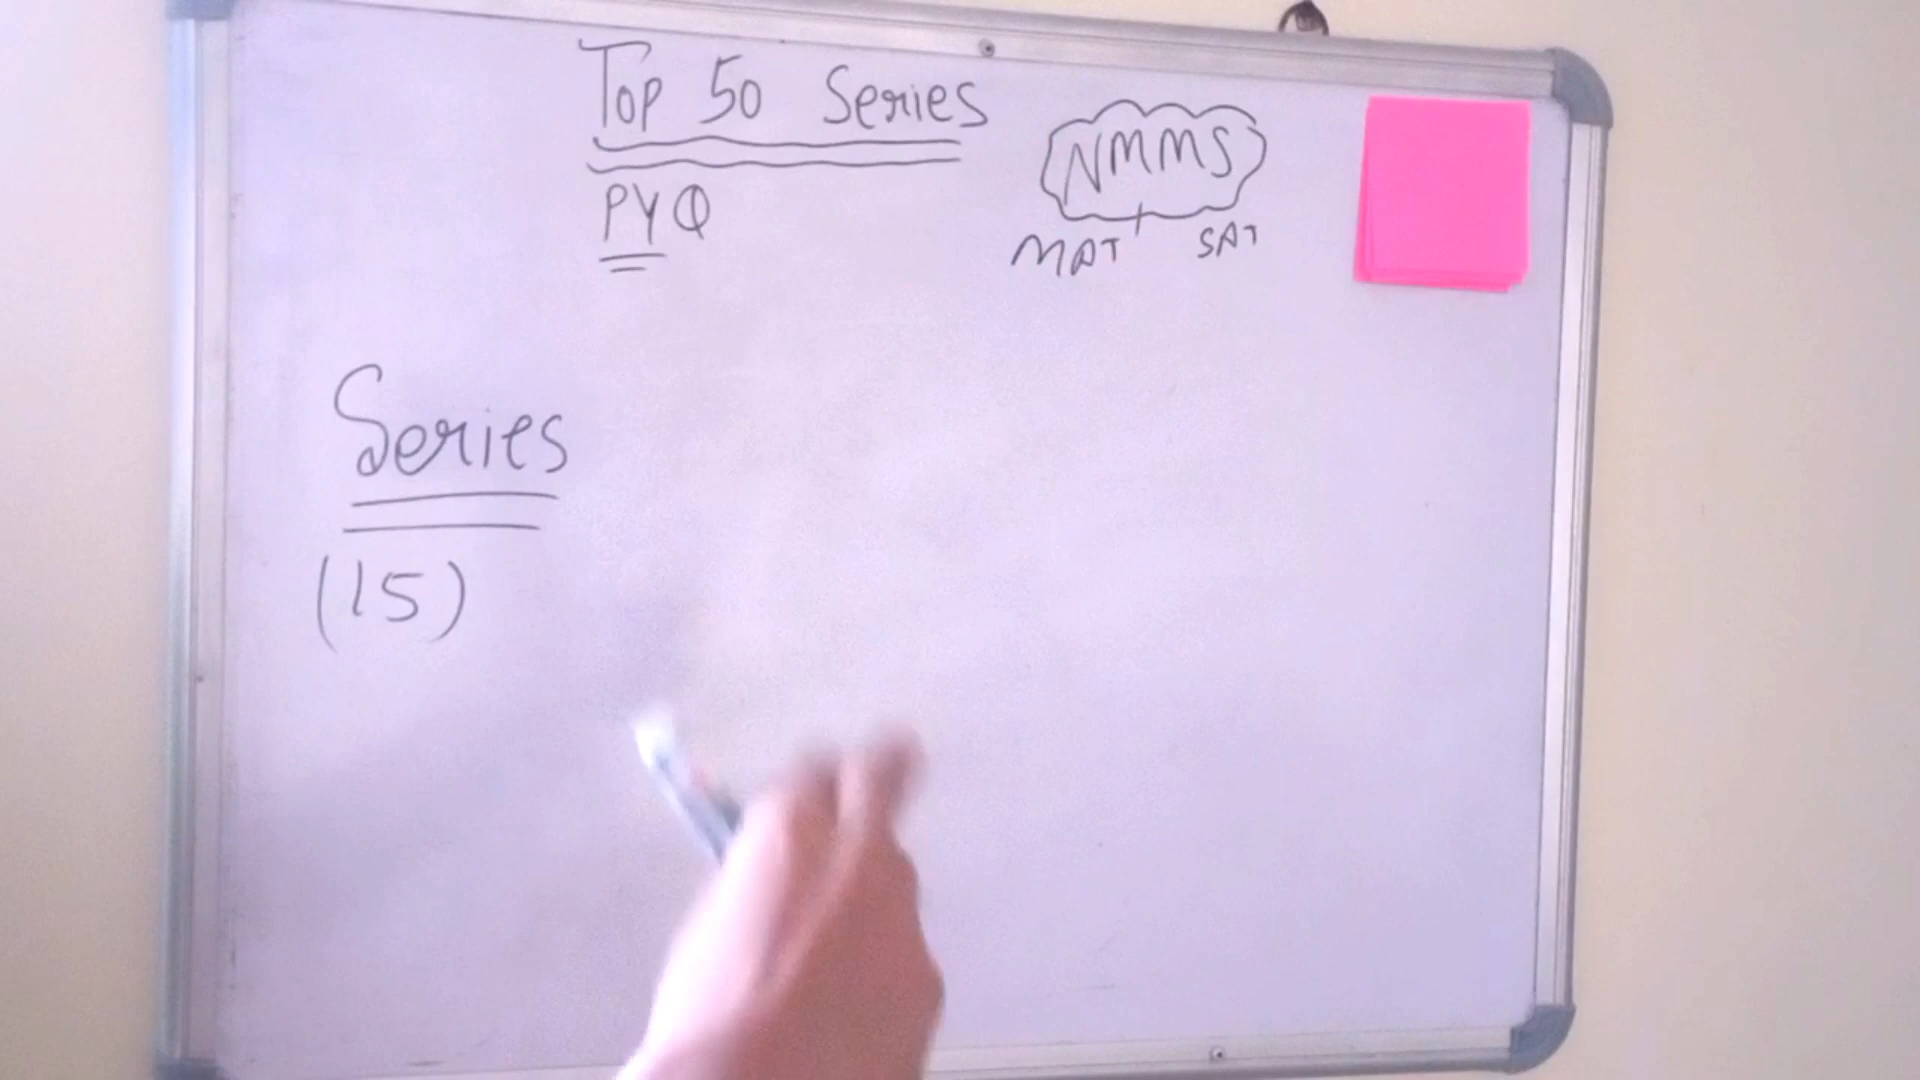 Top 50 Series
NMMS
PYQ
MAT SAT
Series
(15)